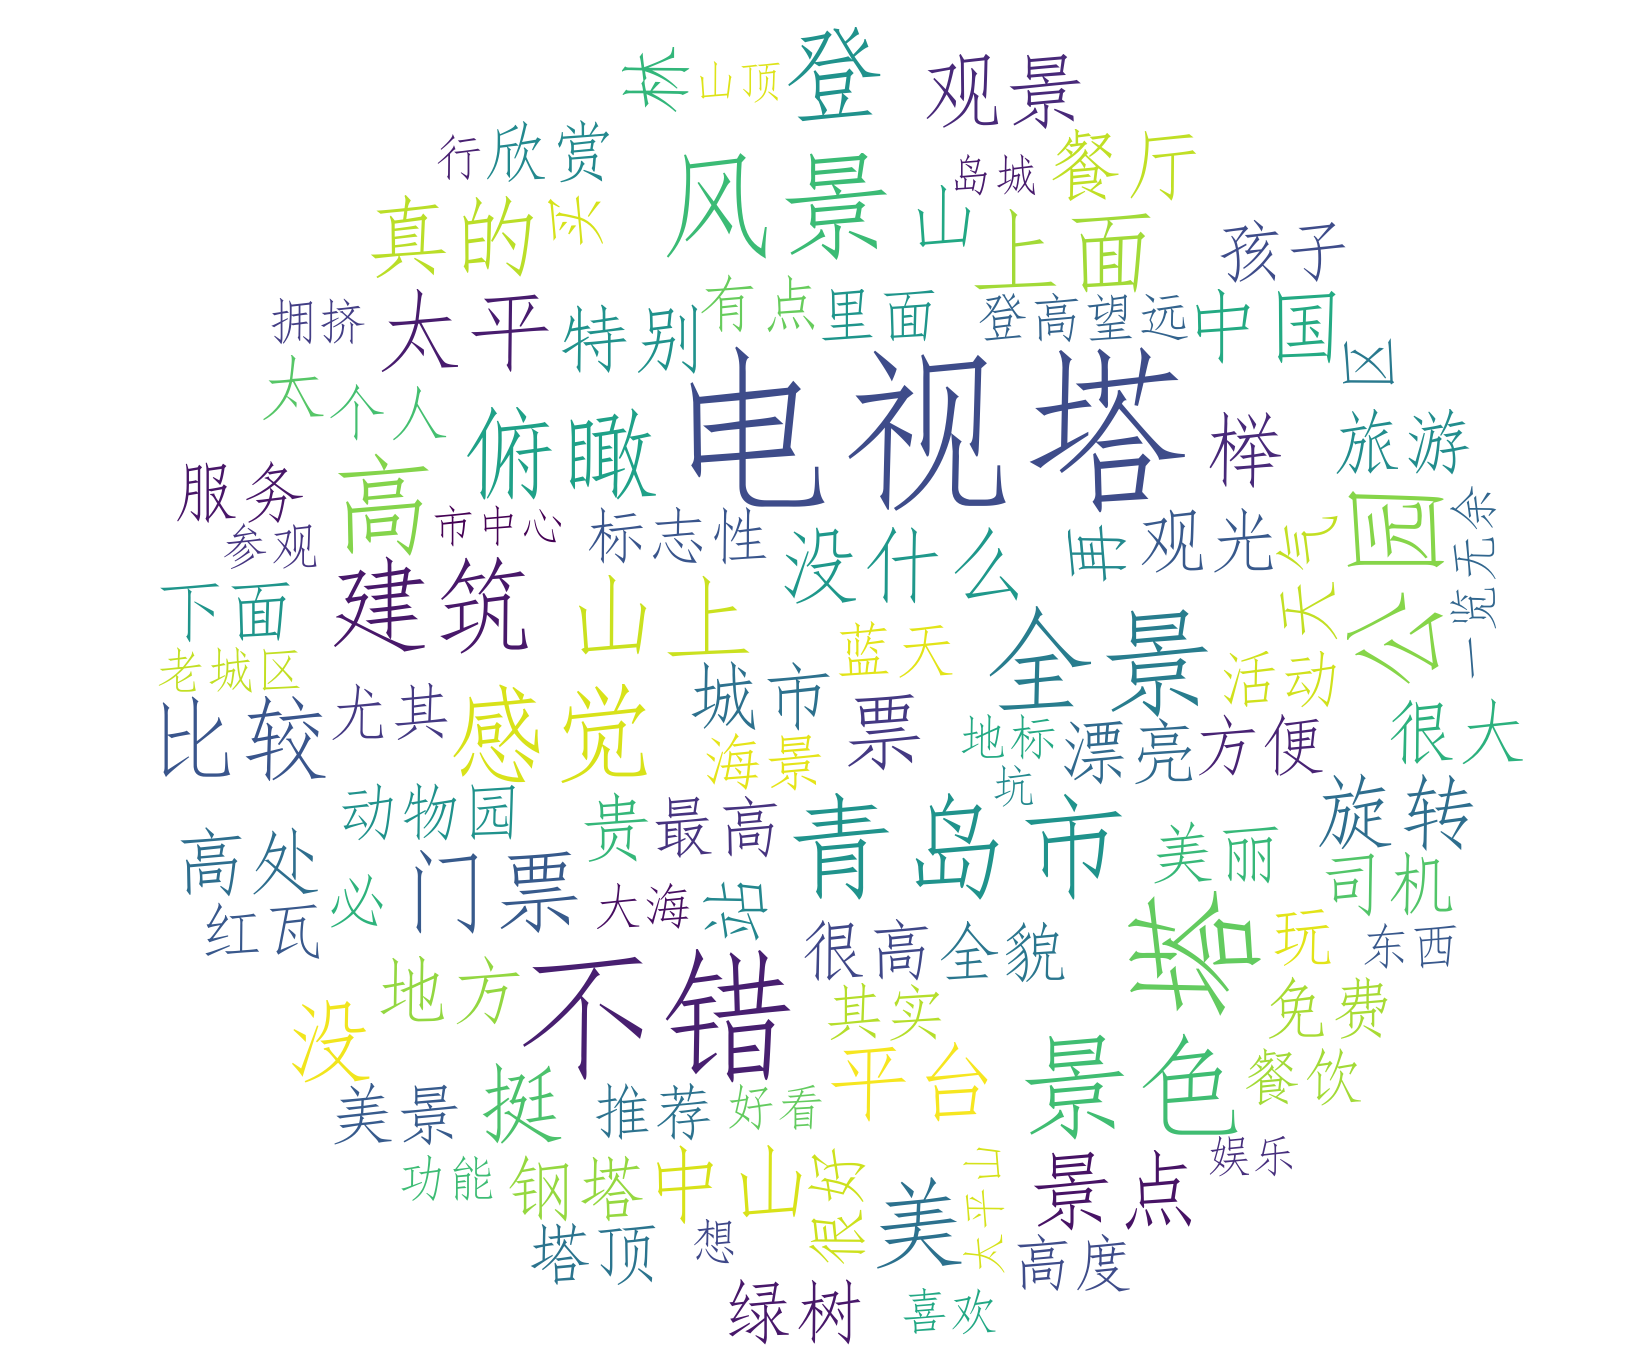 登
林
山顶
观景
行
欣赏
风景
岛城
餐厅
真的
买
山
上面
孩子
拥挤
太平
特别
有点
里面
登高望远
中国
区
太
个人
俯瞰
电视塔
榉
旅游
服务
高
参观
市中心
标志性
没什么
再
观光
天气
公园
一览无余
下面
建筑
山上
全景
老城区
蓝天
活动
比较
尤其
感觉
城市
海景
票
地标
漂亮
方便
很大
坑
动物园
贵
最高
青岛市
美丽
旋转
高处
门票
必
大海
站
塔
司机
红瓦
很高
全貌
玩
东西
地方
不错
其实
免费
没
平台
景色
餐饮
美景
挺
推荐
好看
功能
钢塔
中山
很好
美
太平山
景点
娱乐
塔顶
想
高度
绿树
喜欢